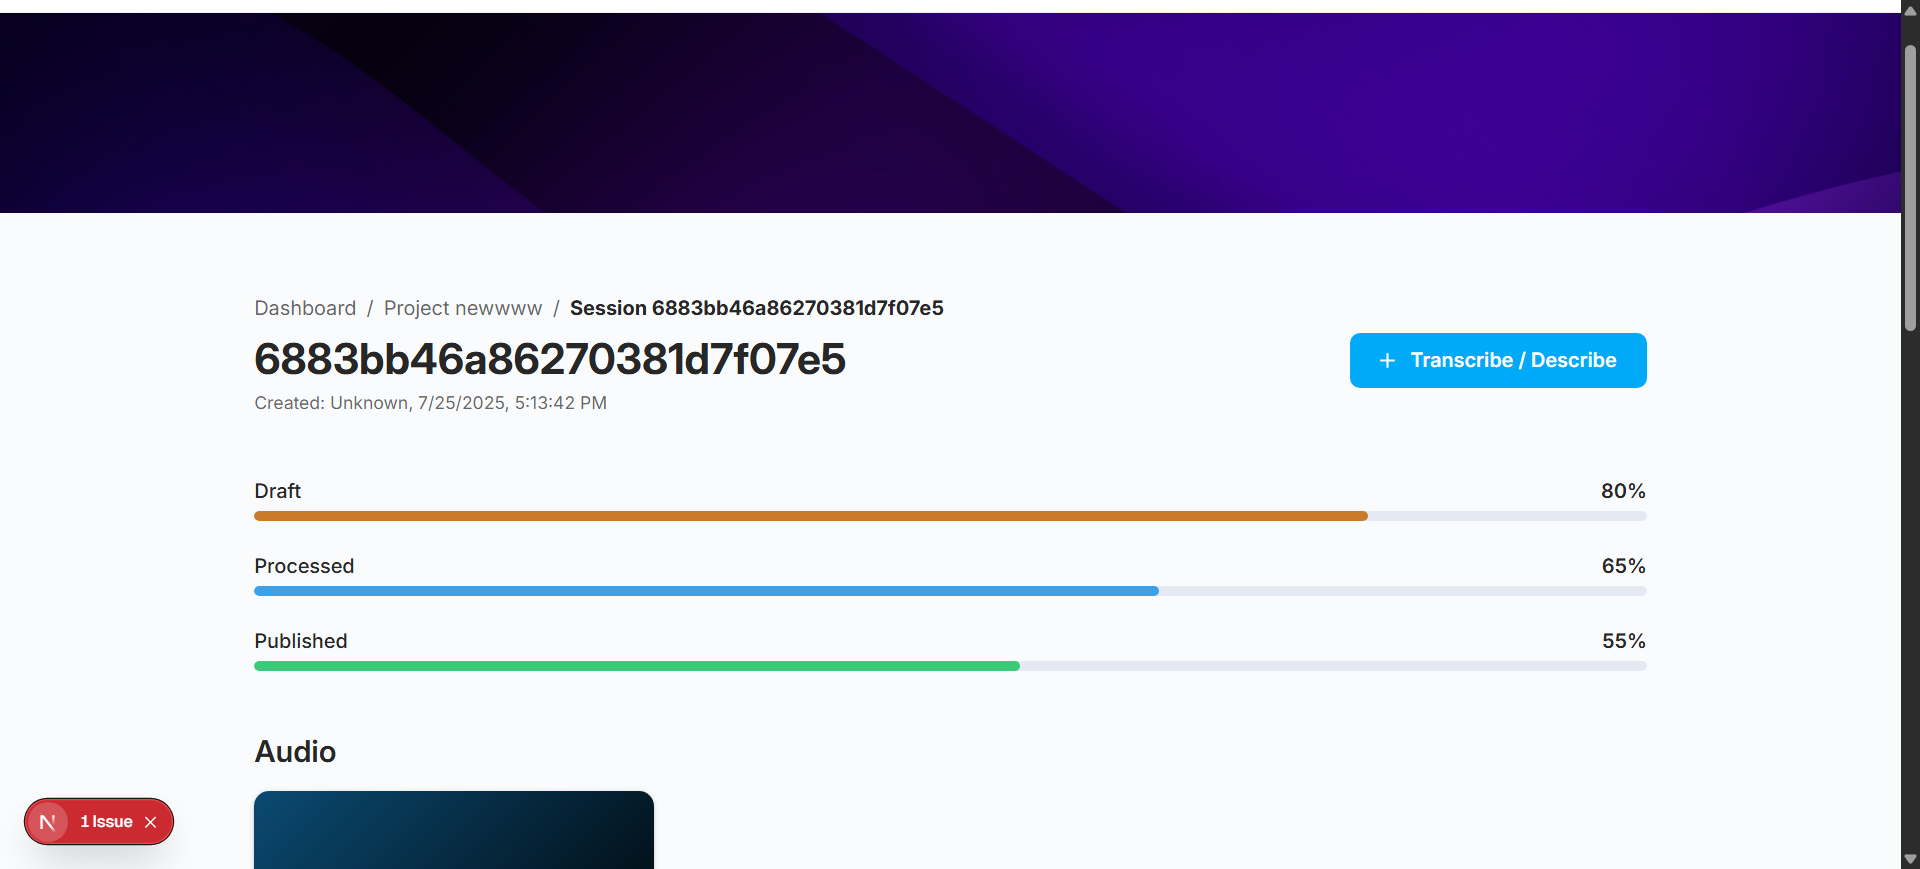 Dashboard / Project newwww / Session 6883bb46a86270381d7f07e5
6883bb46a86270381d7f07e5
+ Transcribe / Describe
Created: Unknown, 7/25/2025, 5:13:42 PM
Draft 80%
Processed 65%
Published 55%
Audio
N 1 Issue